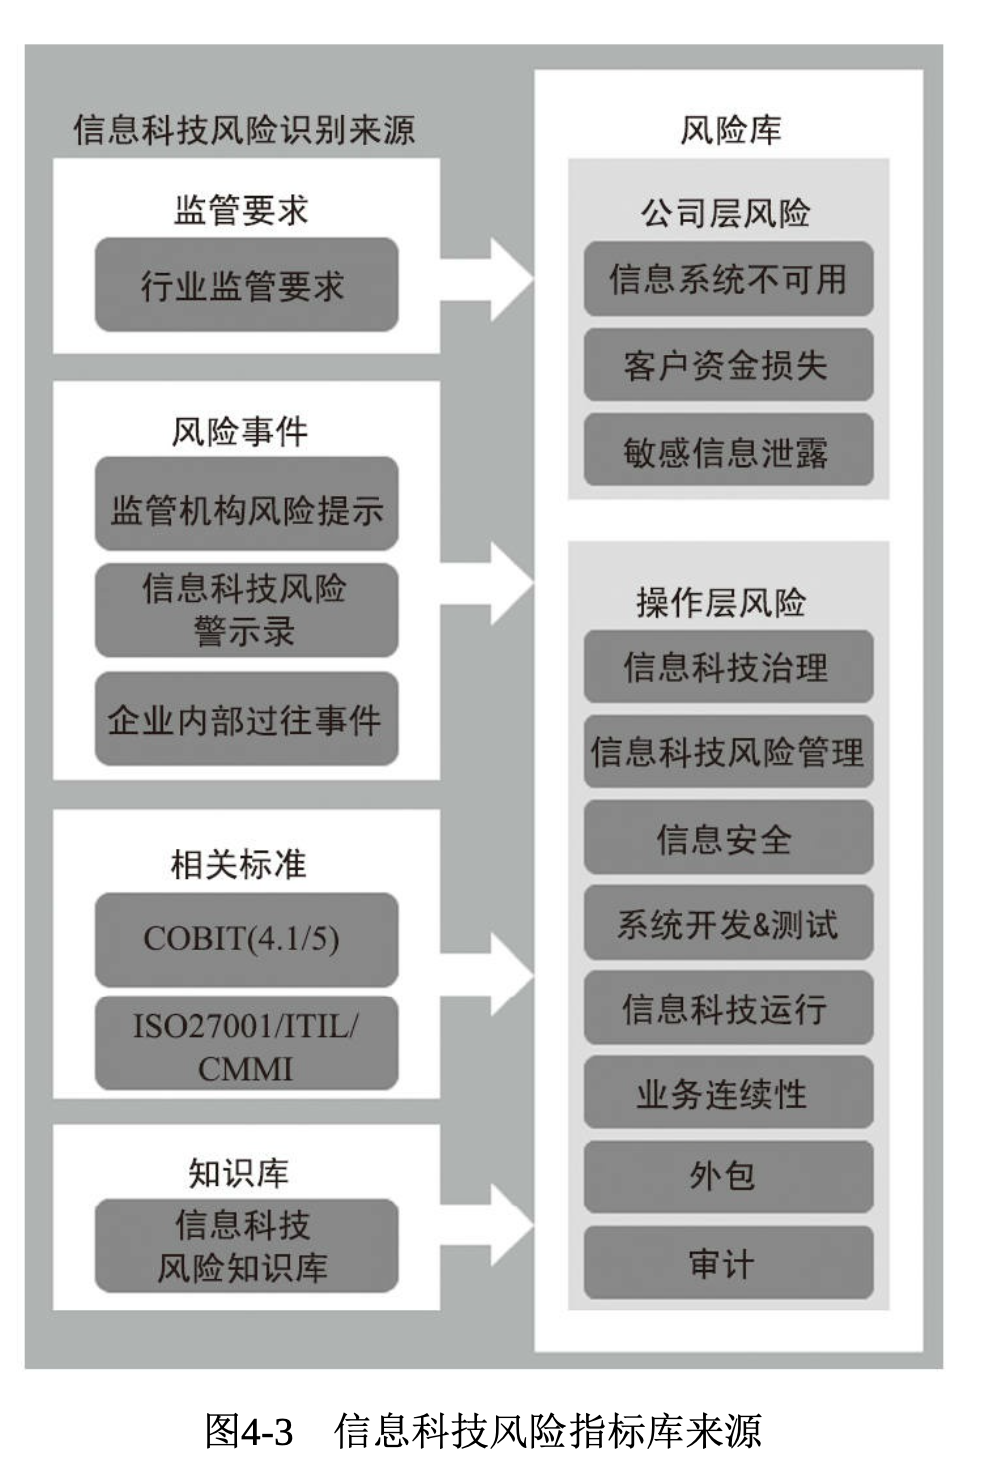 信息科技风险识别来源
监管要求
行业监管要求
风险事件
监管机构风险提示
信息科技风险
警示录
企业内部过往事件
相关标准
COBIT(4.1/5)
ISO27001/ITIL/
CMMI
知识库
信息科技
风险知识库
风险库
公司层风险
信息系统不可用
客户资金损失
敏感信息泄露
操作层风险
信息科技治理
信息科技风险管理
信息安全
系统开发&测试
信息科技运行
业务连续性
外包
审计
图4-3 信息科技风险指标库来源